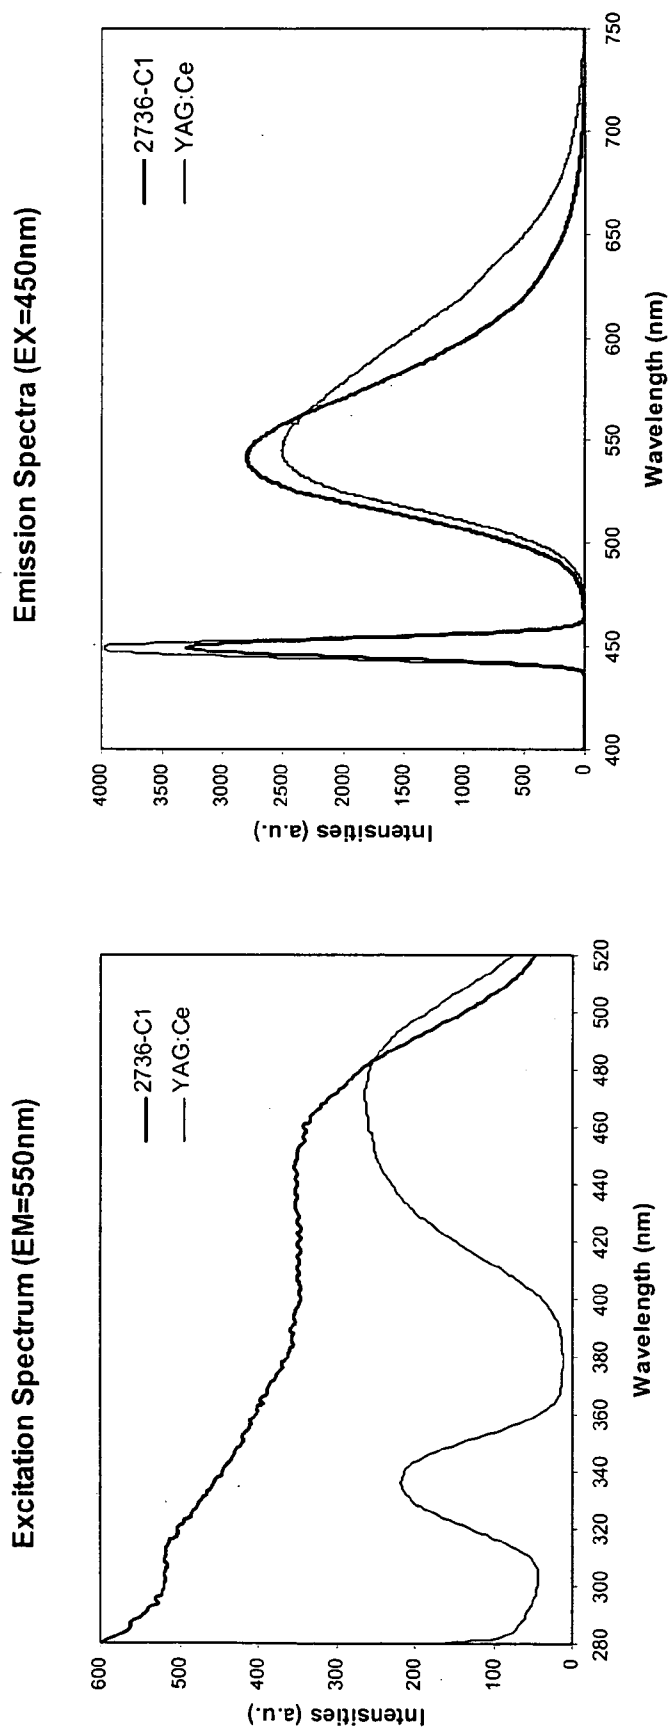 Excitation Spectrum (EM=550nm)
2736-C1
YAG:Ce
Intensities (a.u.)
600
500
400
300
200
100
0
280 300 320 340 360 380 400 420 440 460 480 500 520
Wavelength (nm)
Emission Spectra (EX=450nm)
2736-C1
YAG:Ce
Intensities (a.u.)
4000
3500
3000
2500
2000
1500
1000
500
0
400 450 500 550 600 650 700 750
Wavelength (nm)